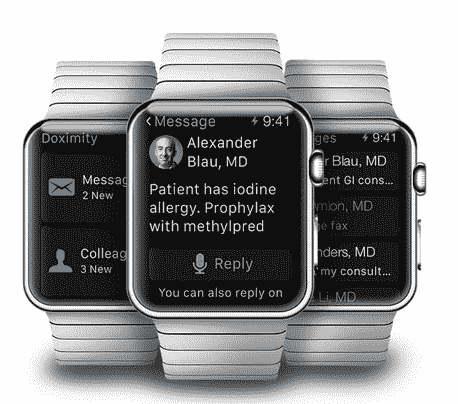 Doximity
Messag
2 New
Colleag
3 New
Message
9:41
Alexander
Blau, MD
Patient has iodine
allergy. Prophylax
with methylpred
Reply
You can also reply on
ges 9:41
r Blau, MD
ent GI cons...
mion, MD
e fax
nders, MD
my consult...
Li, MD